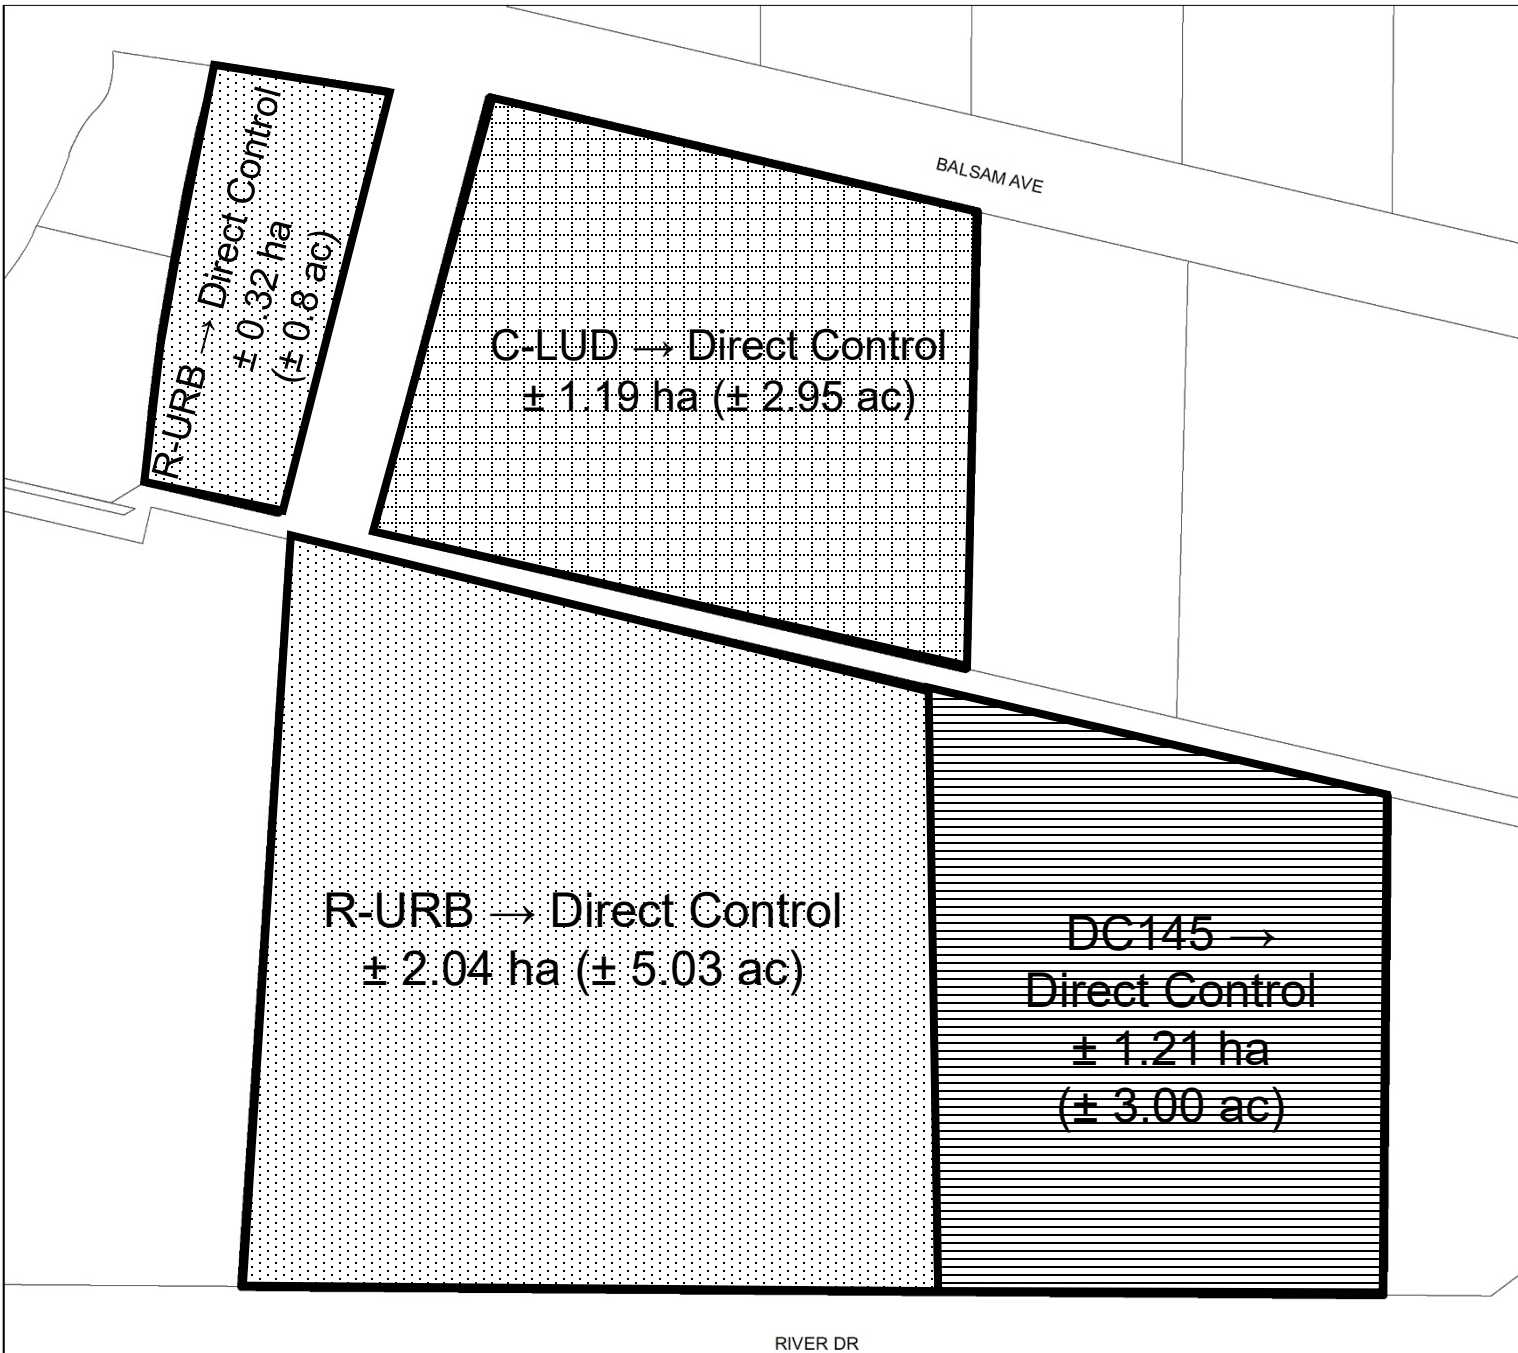 R-URB → Direct Control
± 0.32 ha
(± 0.8 ac)
BALSAM AVE
C-LUD → Direct Control
± 1.19 ha (± 2.95 ac)
R-URB → Direct Control
± 2.04 ha (± 5.03 ac)
DC145 →
Direct Control
± 1.21 ha
(± 3.00 ac)
RIVER DR